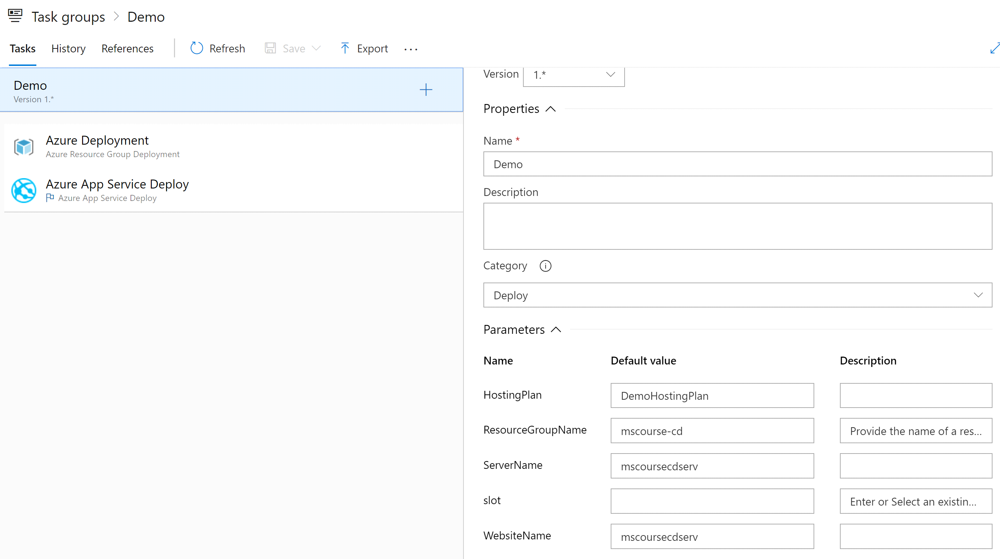 Task groups > Demo
Tasks History References Refresh Save Export ...
Demo
Version 1.*
Azure Deployment
Azure Resource Group Deployment
Azure App Service Deploy
Azure App Service Deploy
Version 1.*
Properties
Name *
Demo
Description
Category
Deploy
Parameters
Name Default value Description
HostingPlan DemoHostingPlan
ResourceGroupName mscourse-cd Provide the name of a res...
ServerName mscoursecdserv
slot Enter or Select an existin...
WebsiteName mscoursecdserv